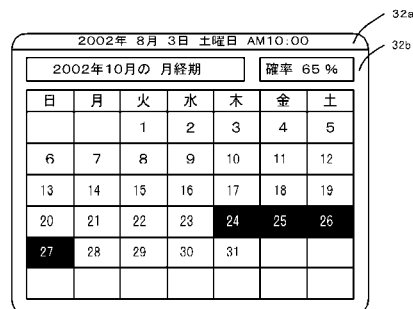 32a
2002年 8月 3日 土曜日 AM10:00
32b
2002年10月の 月経期 確率 65 %
日 月 火 水 木 金 土
1 2 3 4 5
6 7 8 9 10 11 12
13 14 15 16 17 18 19
20 21 22 23 24 25 26
27 28 29 30 31